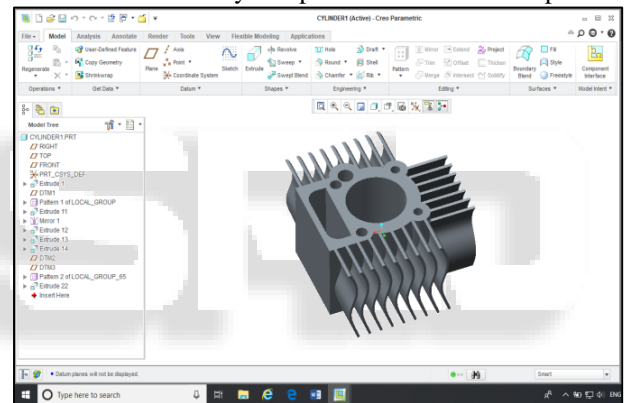 CYLINDER1 (Active) - Creo Parametric
File Model Analysis Annotate Render Tools View Flexible Modeling Applications
Regenerate
User-Defined Feature
Copy Geometry
Shrinkwrap
Plane
Axis
Point
Coordinate System
Sketch
Extrude
Revolve
Sweep
Swept Blend
Hole
Round
Chamfer
Draft
Shell
Rib
Pattern
Mirror
Trim
Merge
Extend
Offset
Intersect
Project
Thicken
Solidify
Boundary Blend
Fill
Style
Freestyle
Component Interface
Operations Get Data Datum Shapes Engineering Editing Surfaces Model Intent
Model Tree
CYLINDER1.PRT
RIGHT
TOP
FRONT
PRT_CSYS_DEF
Extrude 1
DTM1
Pattern 1 of LOCAL_GROUP
Extrude 11
Mirror 1
Extrude 12
Extrude 13
Extrude 14
DTM2
DTM3
Pattern 2 of LOCAL_GROUP_65
Extrude 22
Insert Here
• Datum planes will not be displayed.
Smart
Type here to search
ENG